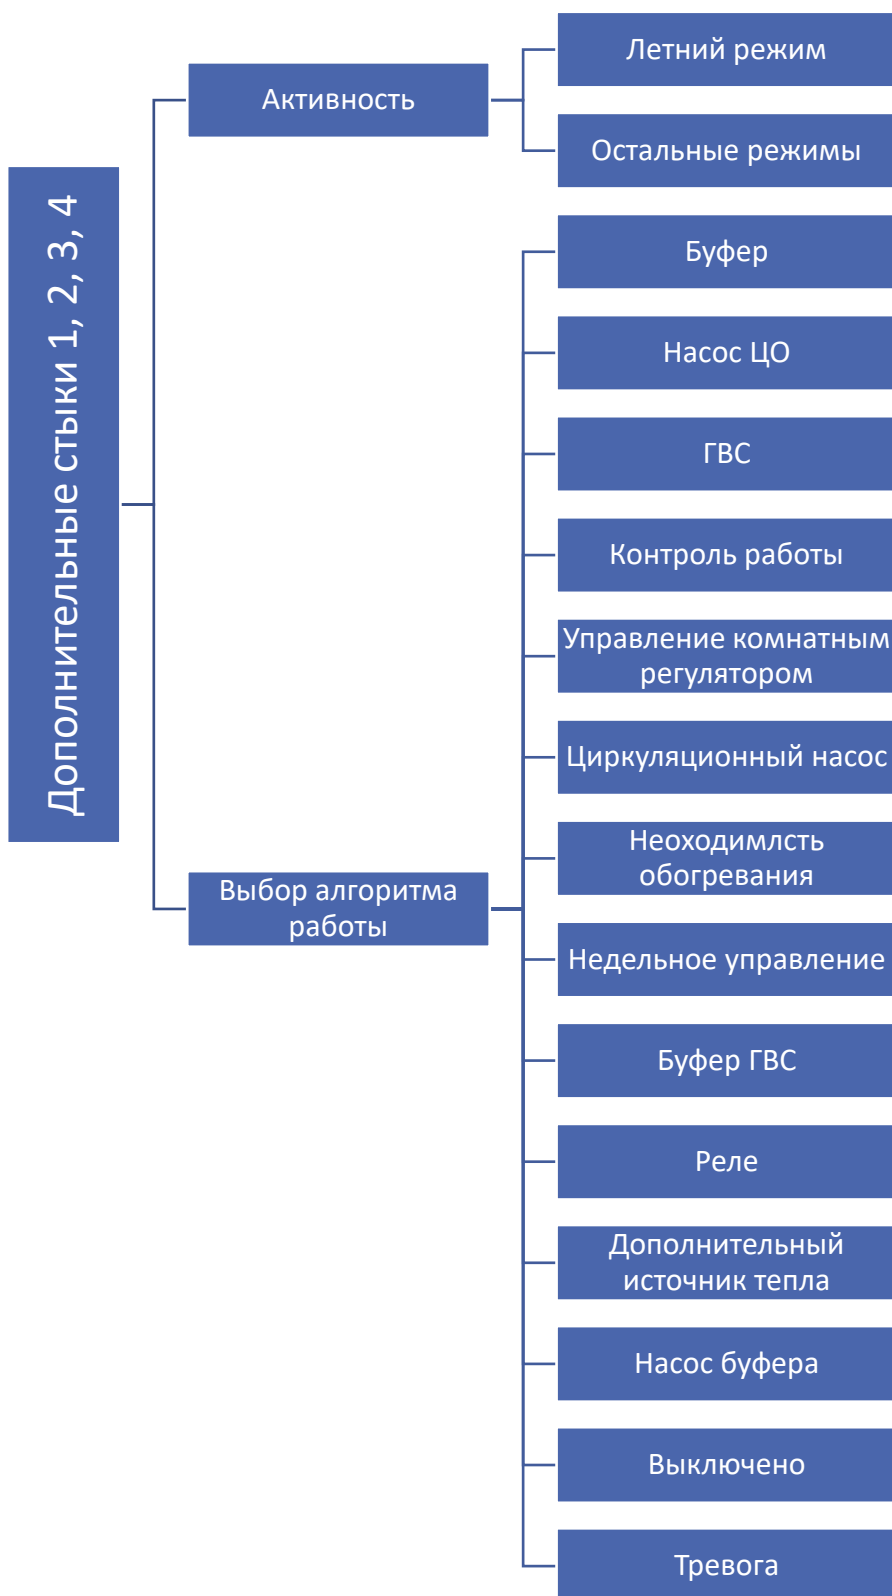 Дополнительные стыки 1, 2, 3, 4
Активность
Летний режим
Остальные режимы
Выбор алгоритма
работы
Буфер
Насос ЦО
ГВС
Контроль работы
Управление комнатным
регулятором
Циркуляционный насос
Неоходимлсть
обогревания
Недельное управление
Буфер ГВС
Реле
Дополнительный
источник тепла
Насос буфера
Выключено
Тревога